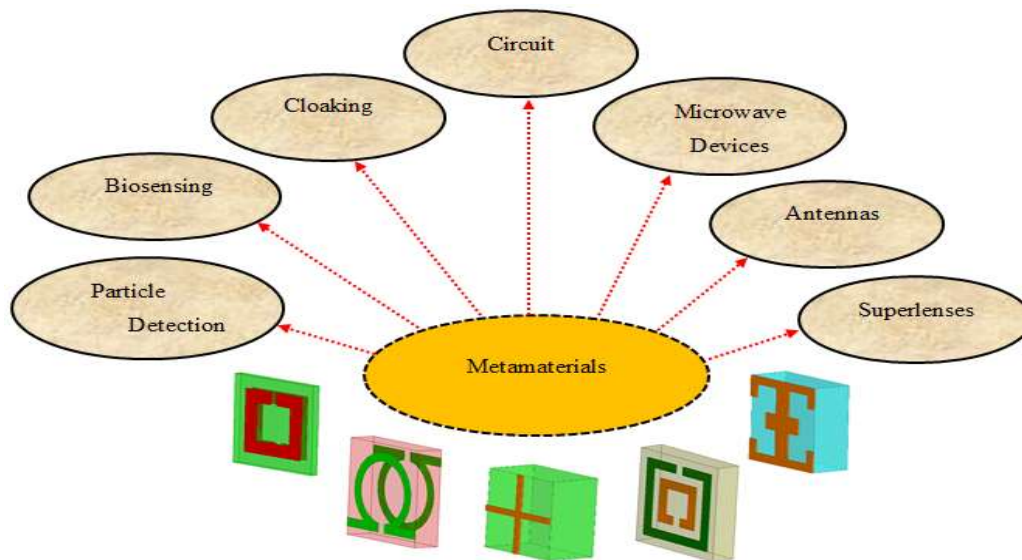 Circuit
Cloaking
Microwave
Devices
Biosensing
Antennas
Particle
Detection
Superlenses
Metamaterials